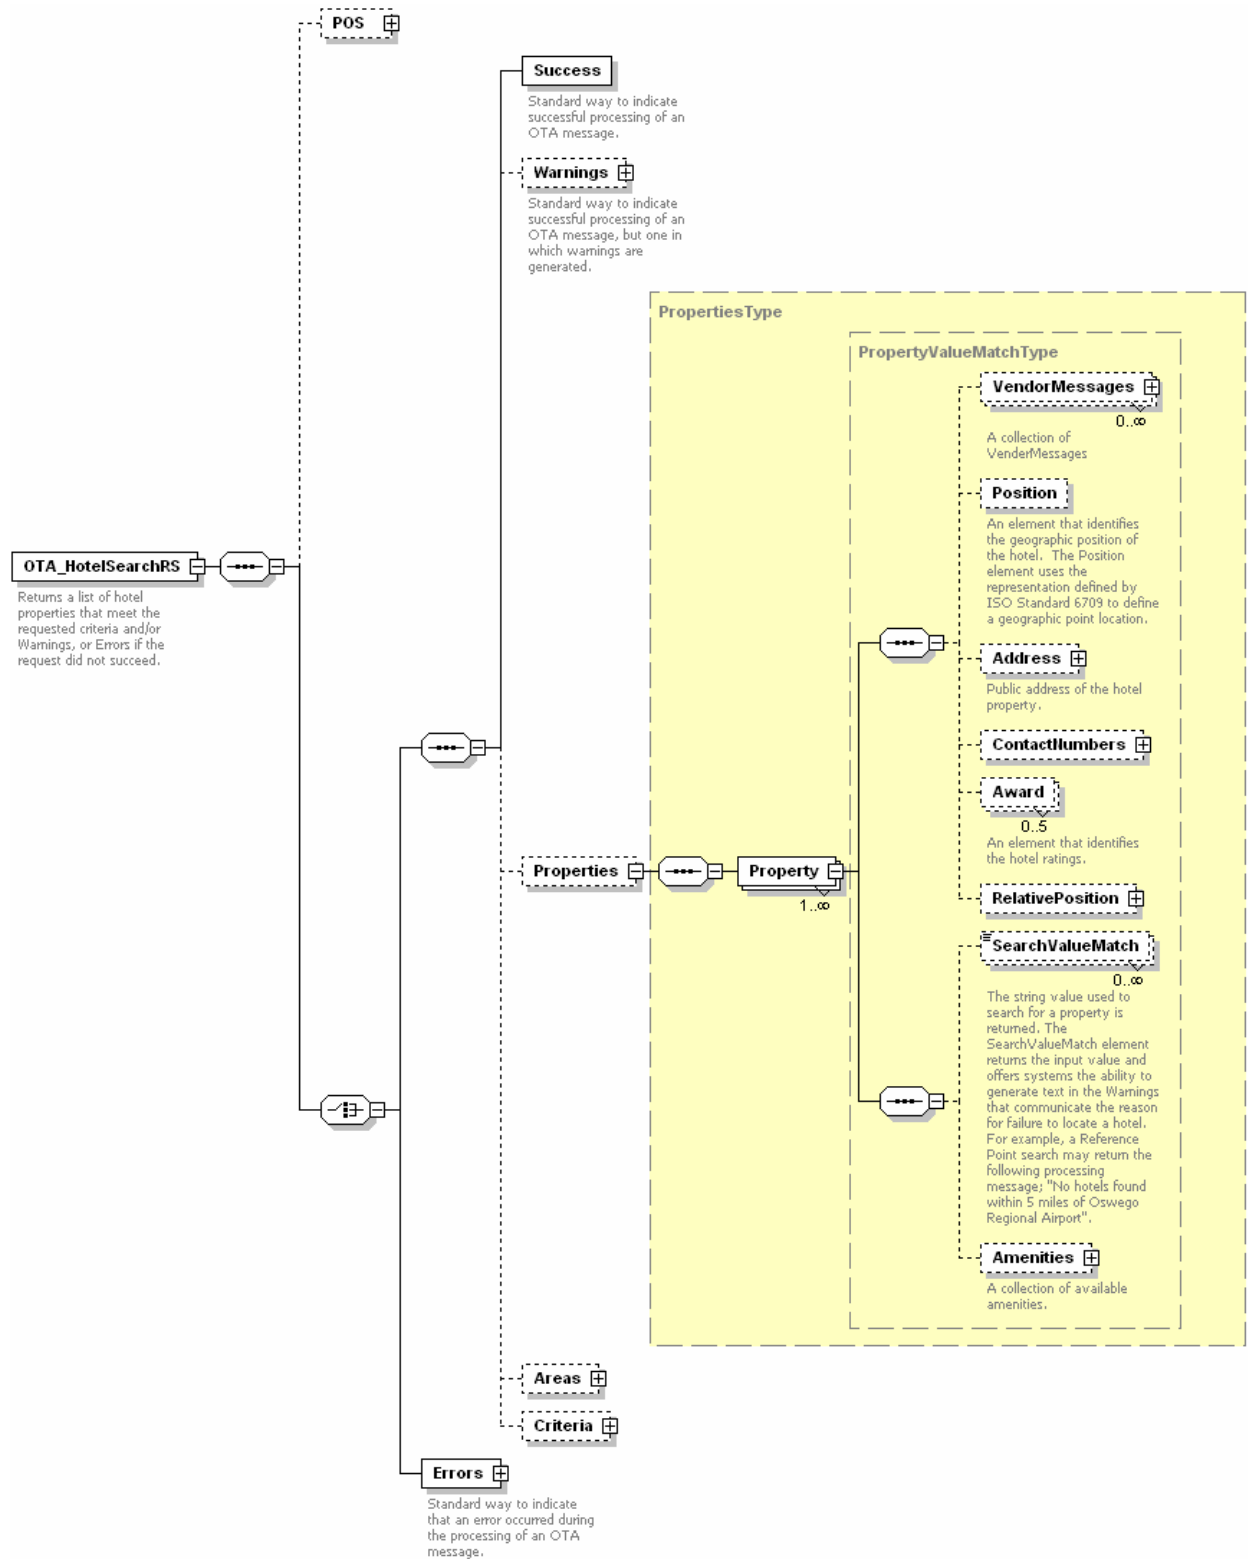 POS
Success
Standard way to indicate
successful processing of an
OTA message.
Warnings
Standard way to indicate
successful processing of an
OTA message, but one in
which warnings are
generated.
PropertiesType
PropertyValueMatchType
VendorMessages
0..∞
A collection of
VenderMessages
Position
An element that identifies
the geographic position of
the hotel.  The Position
element uses the
representation defined by
ISO Standard 6709 to define
a geographic point location.
OTA_HotelSearchRS
Returns a list of hotel
properties that meet the
requested criteria and/or
Warnings, or Errors if the
request did not succeed.
Address
Public address of the hotel
property.
ContactNumbers
Award
0..5
An element that identifies
the hotel ratings.
Properties
Property
1..∞
RelativePosition
SearchValueMatch
0..∞
The string value used to
search for a property is
returned. The
SearchValueMatch element
returns the input value and
offers systems the ability to
generate text in the Warnings
that communicate the reason
for failure to locate a hotel.
For example, a Reference
Point search may return the
following processing
message; "No hotels found
within 5 miles of Oswego
Regional Airport".
Amenities
A collection of available
amenities.
Areas
Criteria
Errors
Standard way to indicate
that an error occurred during
the processing of an OTA
message.